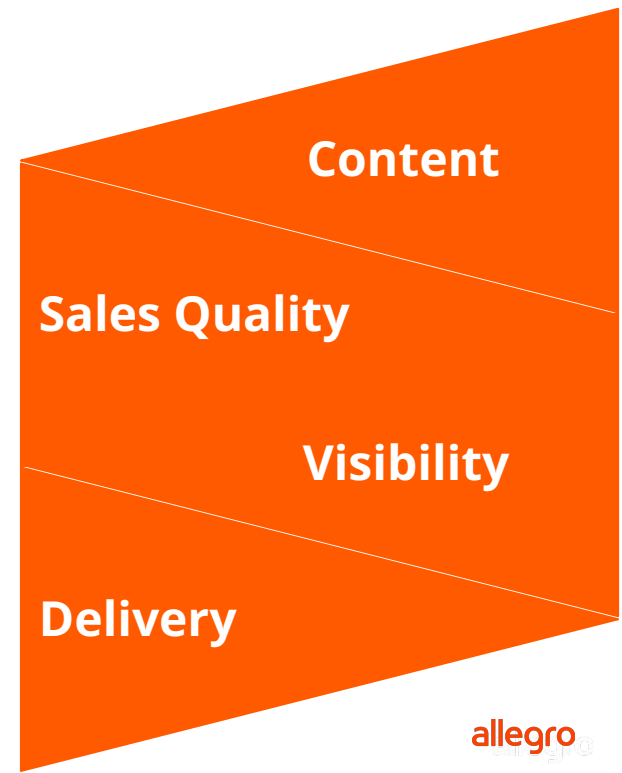 Content
Sales Quality
Visibility
Delivery
allegro